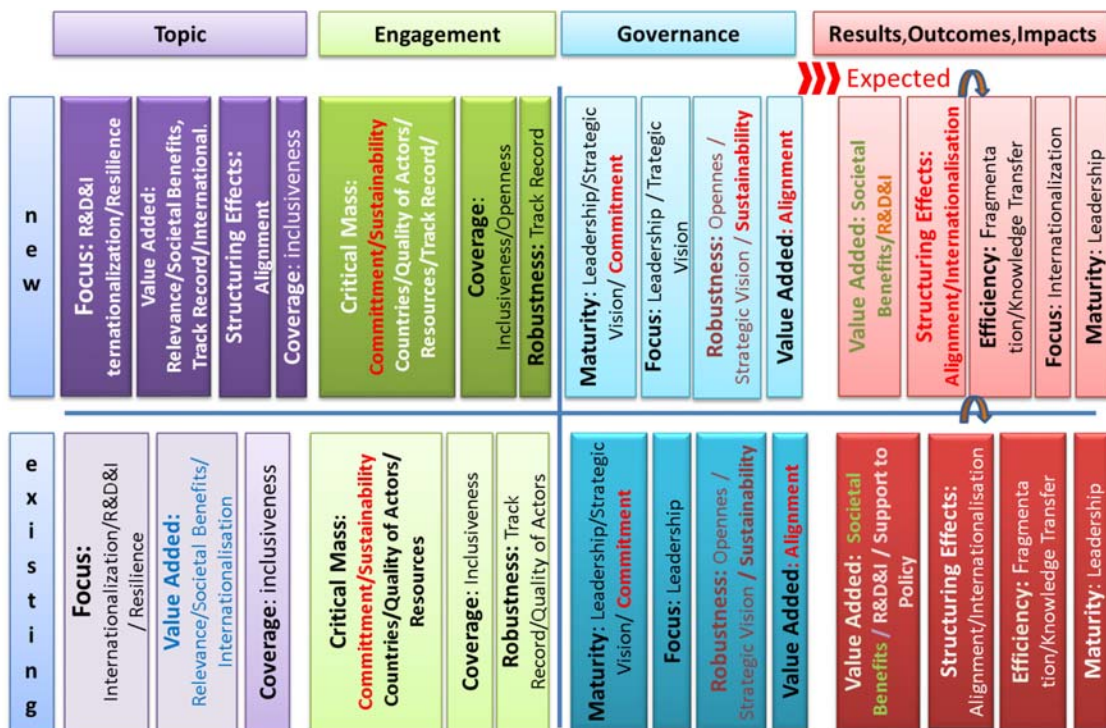 Topic
Engagement
Governance
Results,Outcomes,Impacts
Expected
new
Focus: R&D&I
ternationalization/Resilience
Value Added:
Relevance/Societal Benefits,
Track Record/International.
Structuring Effects:
Alignment
Coverage: inclusiveness
Critical Mass:
Committment/Sustainability
Countries/Quality of Actors/
Resources/Track Record/
Coverage:
Inclusiveness/Openness
Robustness: Track Record
Maturity: Leadership/Strategic
Vision/ Commitment
Focus: Leadership /Trategic
Vision
Robustness: Opennes /
Strategic Vision / Sustainability
Value Added: Alignment
Value Added: Societal
Benefits/R&D&I
Structuring Effects:
Alignment/Internationalisation
Efficiency: Fragmenta
tion/Knowledge Transfer
Focus: Internationalization
Maturity: Leadership
existing
Focus:
Internationalization/R&D&I
/ Resilience
Value Added:
Relevance/Societal Benefits/
Internationalisation
Coverage: inclusiveness
Critical Mass:
Committment/Sustainability
Countries/Quality of Actors/
Resources
Coverage: Inclusiveness
Robustness: Track
Record/Quality of Actors
Maturity: Leadership/Strategic
Vision/ Commitment
Focus: Leadership
Robustness: Opennes /
Strategic Vision / Sustainability
Value Added: Alignment
Value Added: Societal
Benefits / R&D&I / Support to
Policy
Structuring Effects:
Alignment/Internationalisation
Efficiency: Fragmenta
tion/Knowledge Transfer
Maturity: Leadership